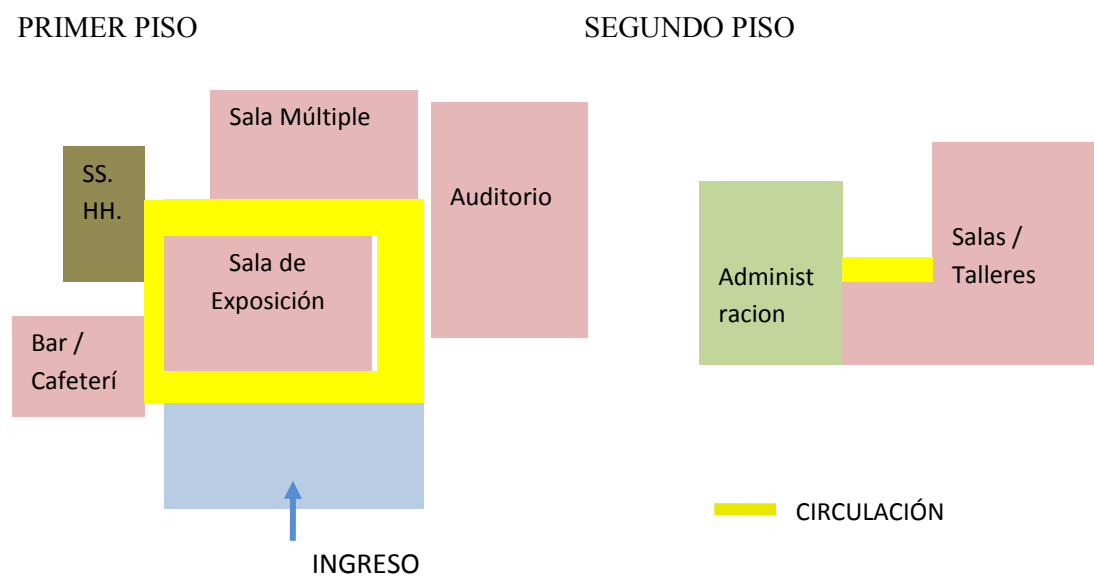 PRIMER PISO
SEGUNDO PISO
Sala Múltiple
SS.
HH.
Auditorio
Sala de
Exposición
Bar /
Cafeterí
INGRESO
Salas /
Talleres
Administ
racion
CIRCULACIÓN